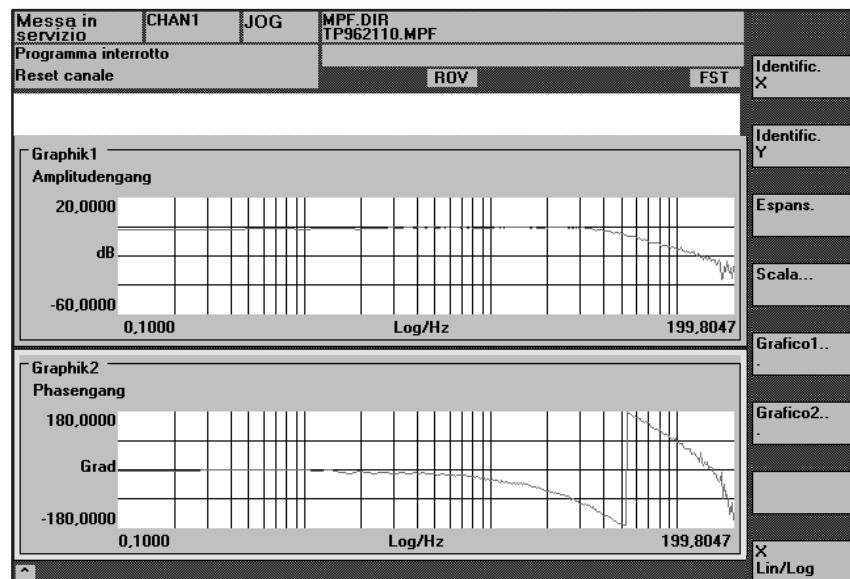 Messa in
servizio
CHAN1
JOG
MPF.DIR
TP962110.MPF
Programma interrotto
Reset canale
ROV
FST
Graphik1
Amplitudengang
20,0000
dB
-60,0000
0,1000
Log/Hz
199,8047
Graphik2
Phasengang
180,0000
Grad
-180,0000
0,1000
Log/Hz
199,8047
Identific.
X
Identific.
Y
Espans.
Scala...
Grafico1..
.
Grafico2..
.
X
Lin/Log
^